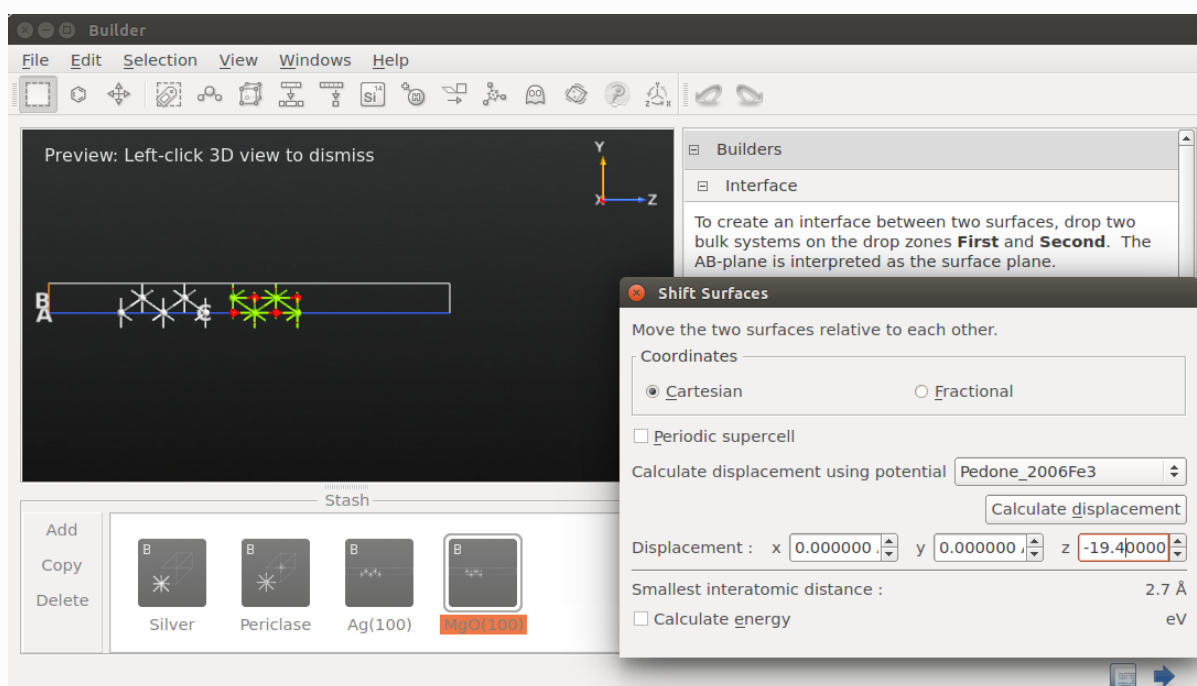 Builder
File Edit Selection View Windows Help
Si 14
z x
Preview: Left-click 3D view to dismiss
Y
X Z
B
A
C
Builders
Interface
To create an interface between two surfaces, drop two
bulk systems on the drop zones First and Second. The
AB-plane is interpreted as the surface plane.
Shift Surfaces
Move the two surfaces relative to each other.
Coordinates
Cartesian Fractional
Periodic supercell
Calculate displacement using potential Pedone_2006Fe3
Calculate displacement
Displacement : x 0.000000 y 0.000000 z -19.40000
Smallest interatomic distance : 2.7 Å
Calculate energy eV
Stash
Add
Copy
Delete
B B B B
Silver Periclase Ag(100) MgO(100)